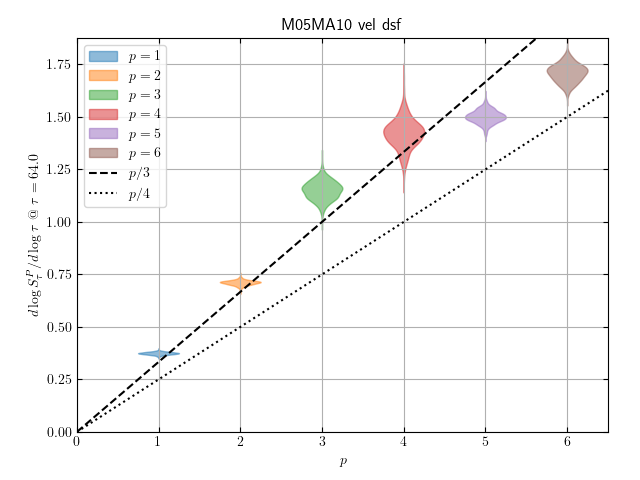 M05MA10 vel dsf
p = 1
p = 2
p = 3
p = 4
p = 5
p = 6
p/3
p/4
d log S_τ^P / d log τ @ τ = 64.0
1.75
1.50
1.25
1.00
0.75
0.50
0.25
0.00
0 1 2 3 4 5 6
p